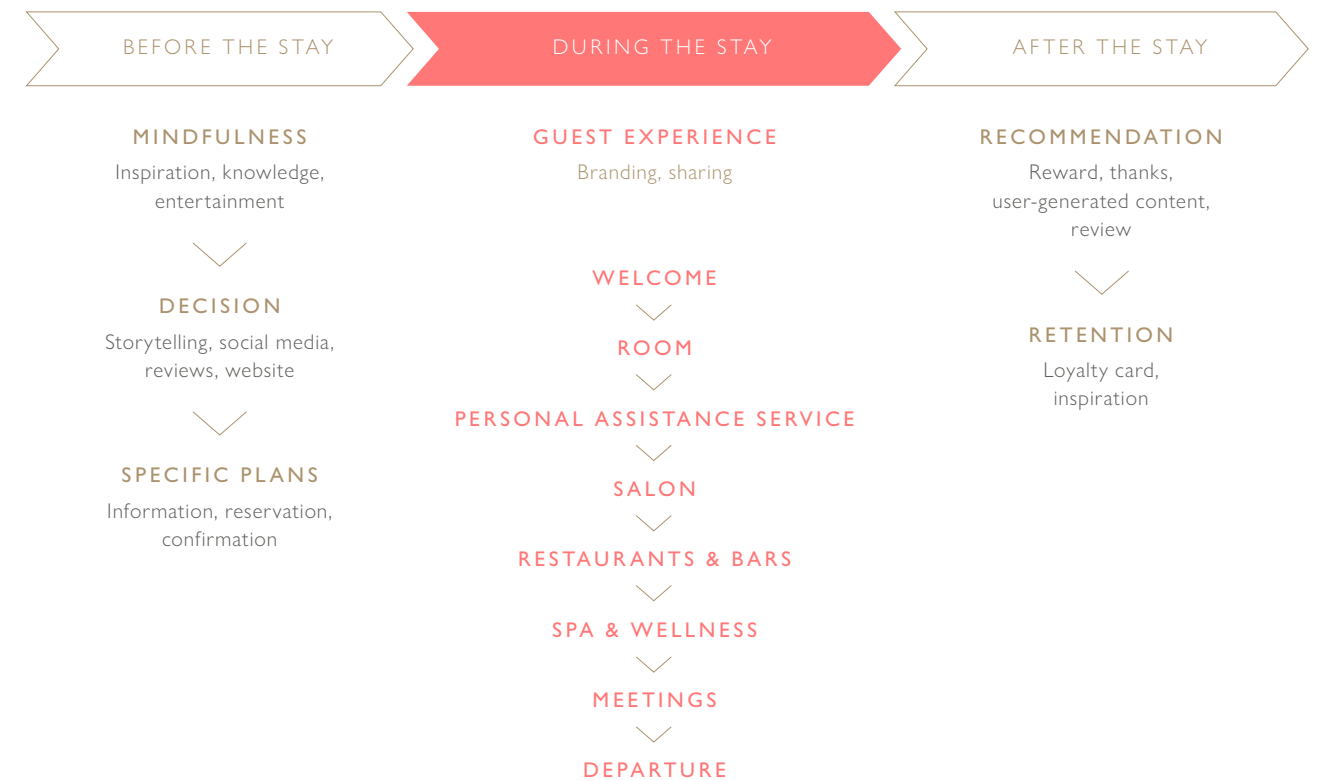 BEFORE THE STAY
DURING THE STAY
AFTER THE STAY
MINDFULNESS
Inspiration, knowledge,
entertainment
DECISION
Storytelling, social media,
reviews, website
SPECIFIC PLANS
Information, reservation,
confirmation
GUEST EXPERIENCE
Branding, sharing
WELCOME
ROOM
PERSONAL ASSISTANCE SERVICE
SALON
RESTAURANTS & BARS
SPA & WELLNESS
MEETINGS
DEPARTURE
RECOMMENDATION
Reward, thanks,
user-generated content,
review
RETENTION
Loyalty card,
inspiration